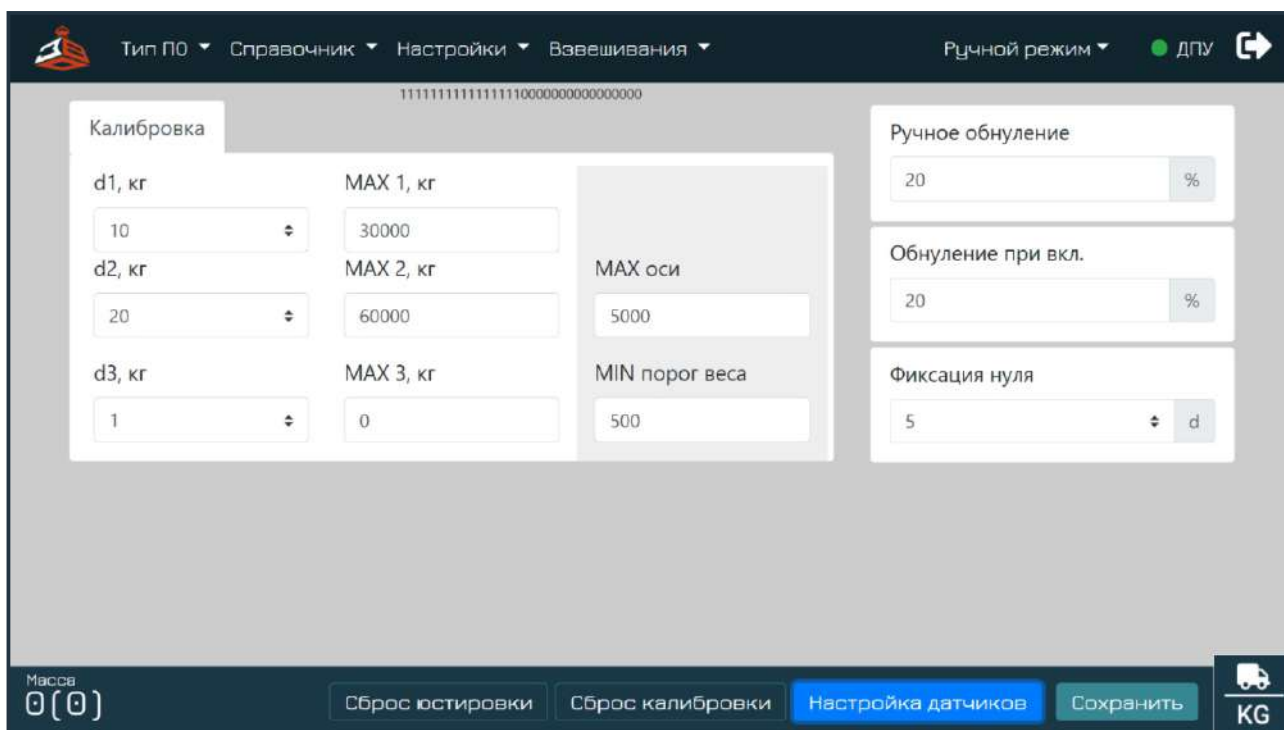 Тип ПО Справочник Настройки Взвешивания Ручной режим ДПУ
1111111111111111100000000000000
Калибровка
d1, кг MAX 1, кг
10 30000
d2, кг MAX 2, кг MAX оси
20 60000 5000
d3, кг MAX 3, кг MIN порог веса
1 0 500
Ручное обнуление
20 %
Обнуление при вкл.
20 %
Фиксация нуля
5 d
Масса
0(0)
Сброс юстировки Сброс калибровки Настройка датчиков Сохранить
KG